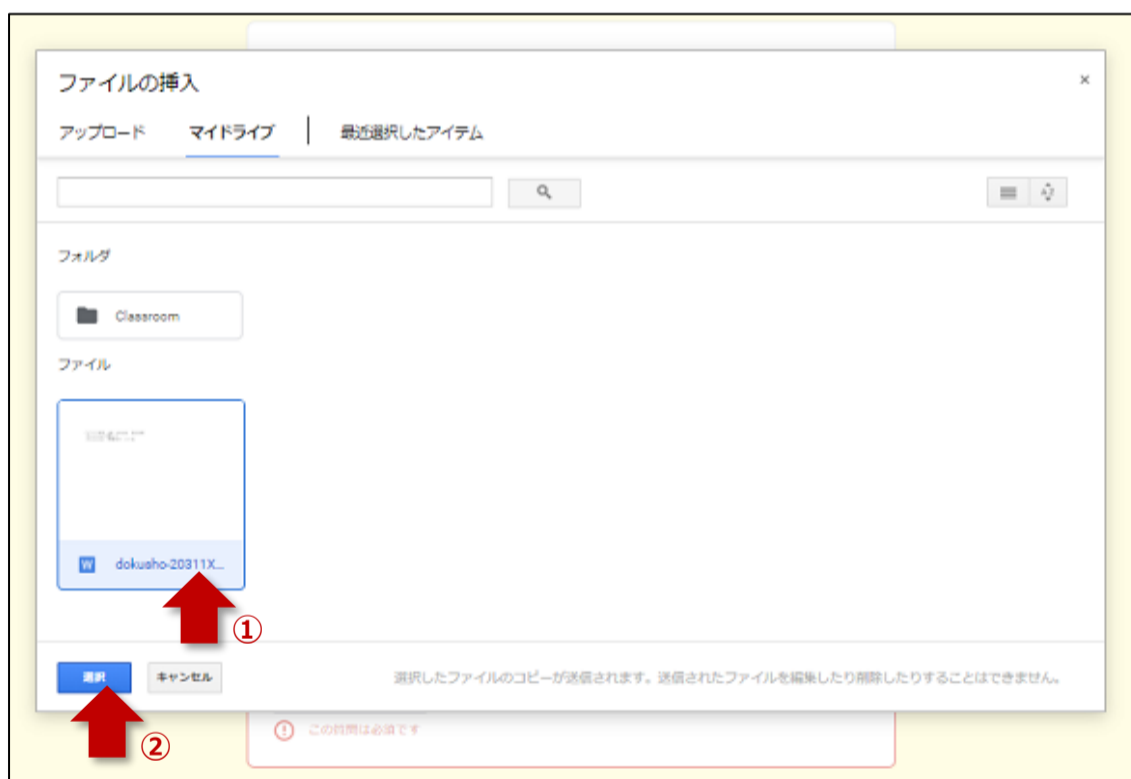 ファイルの挿入
×
アップロード マイドライブ 最近選択したアイテム
フォルダ
Classroom
ファイル
W dokusho-20311X...
①
選択 キャンセル 選択したファイルのコピーが送信されます。送信されたファイルを編集したり削除したりすることはできません。
②
この質問は必須です